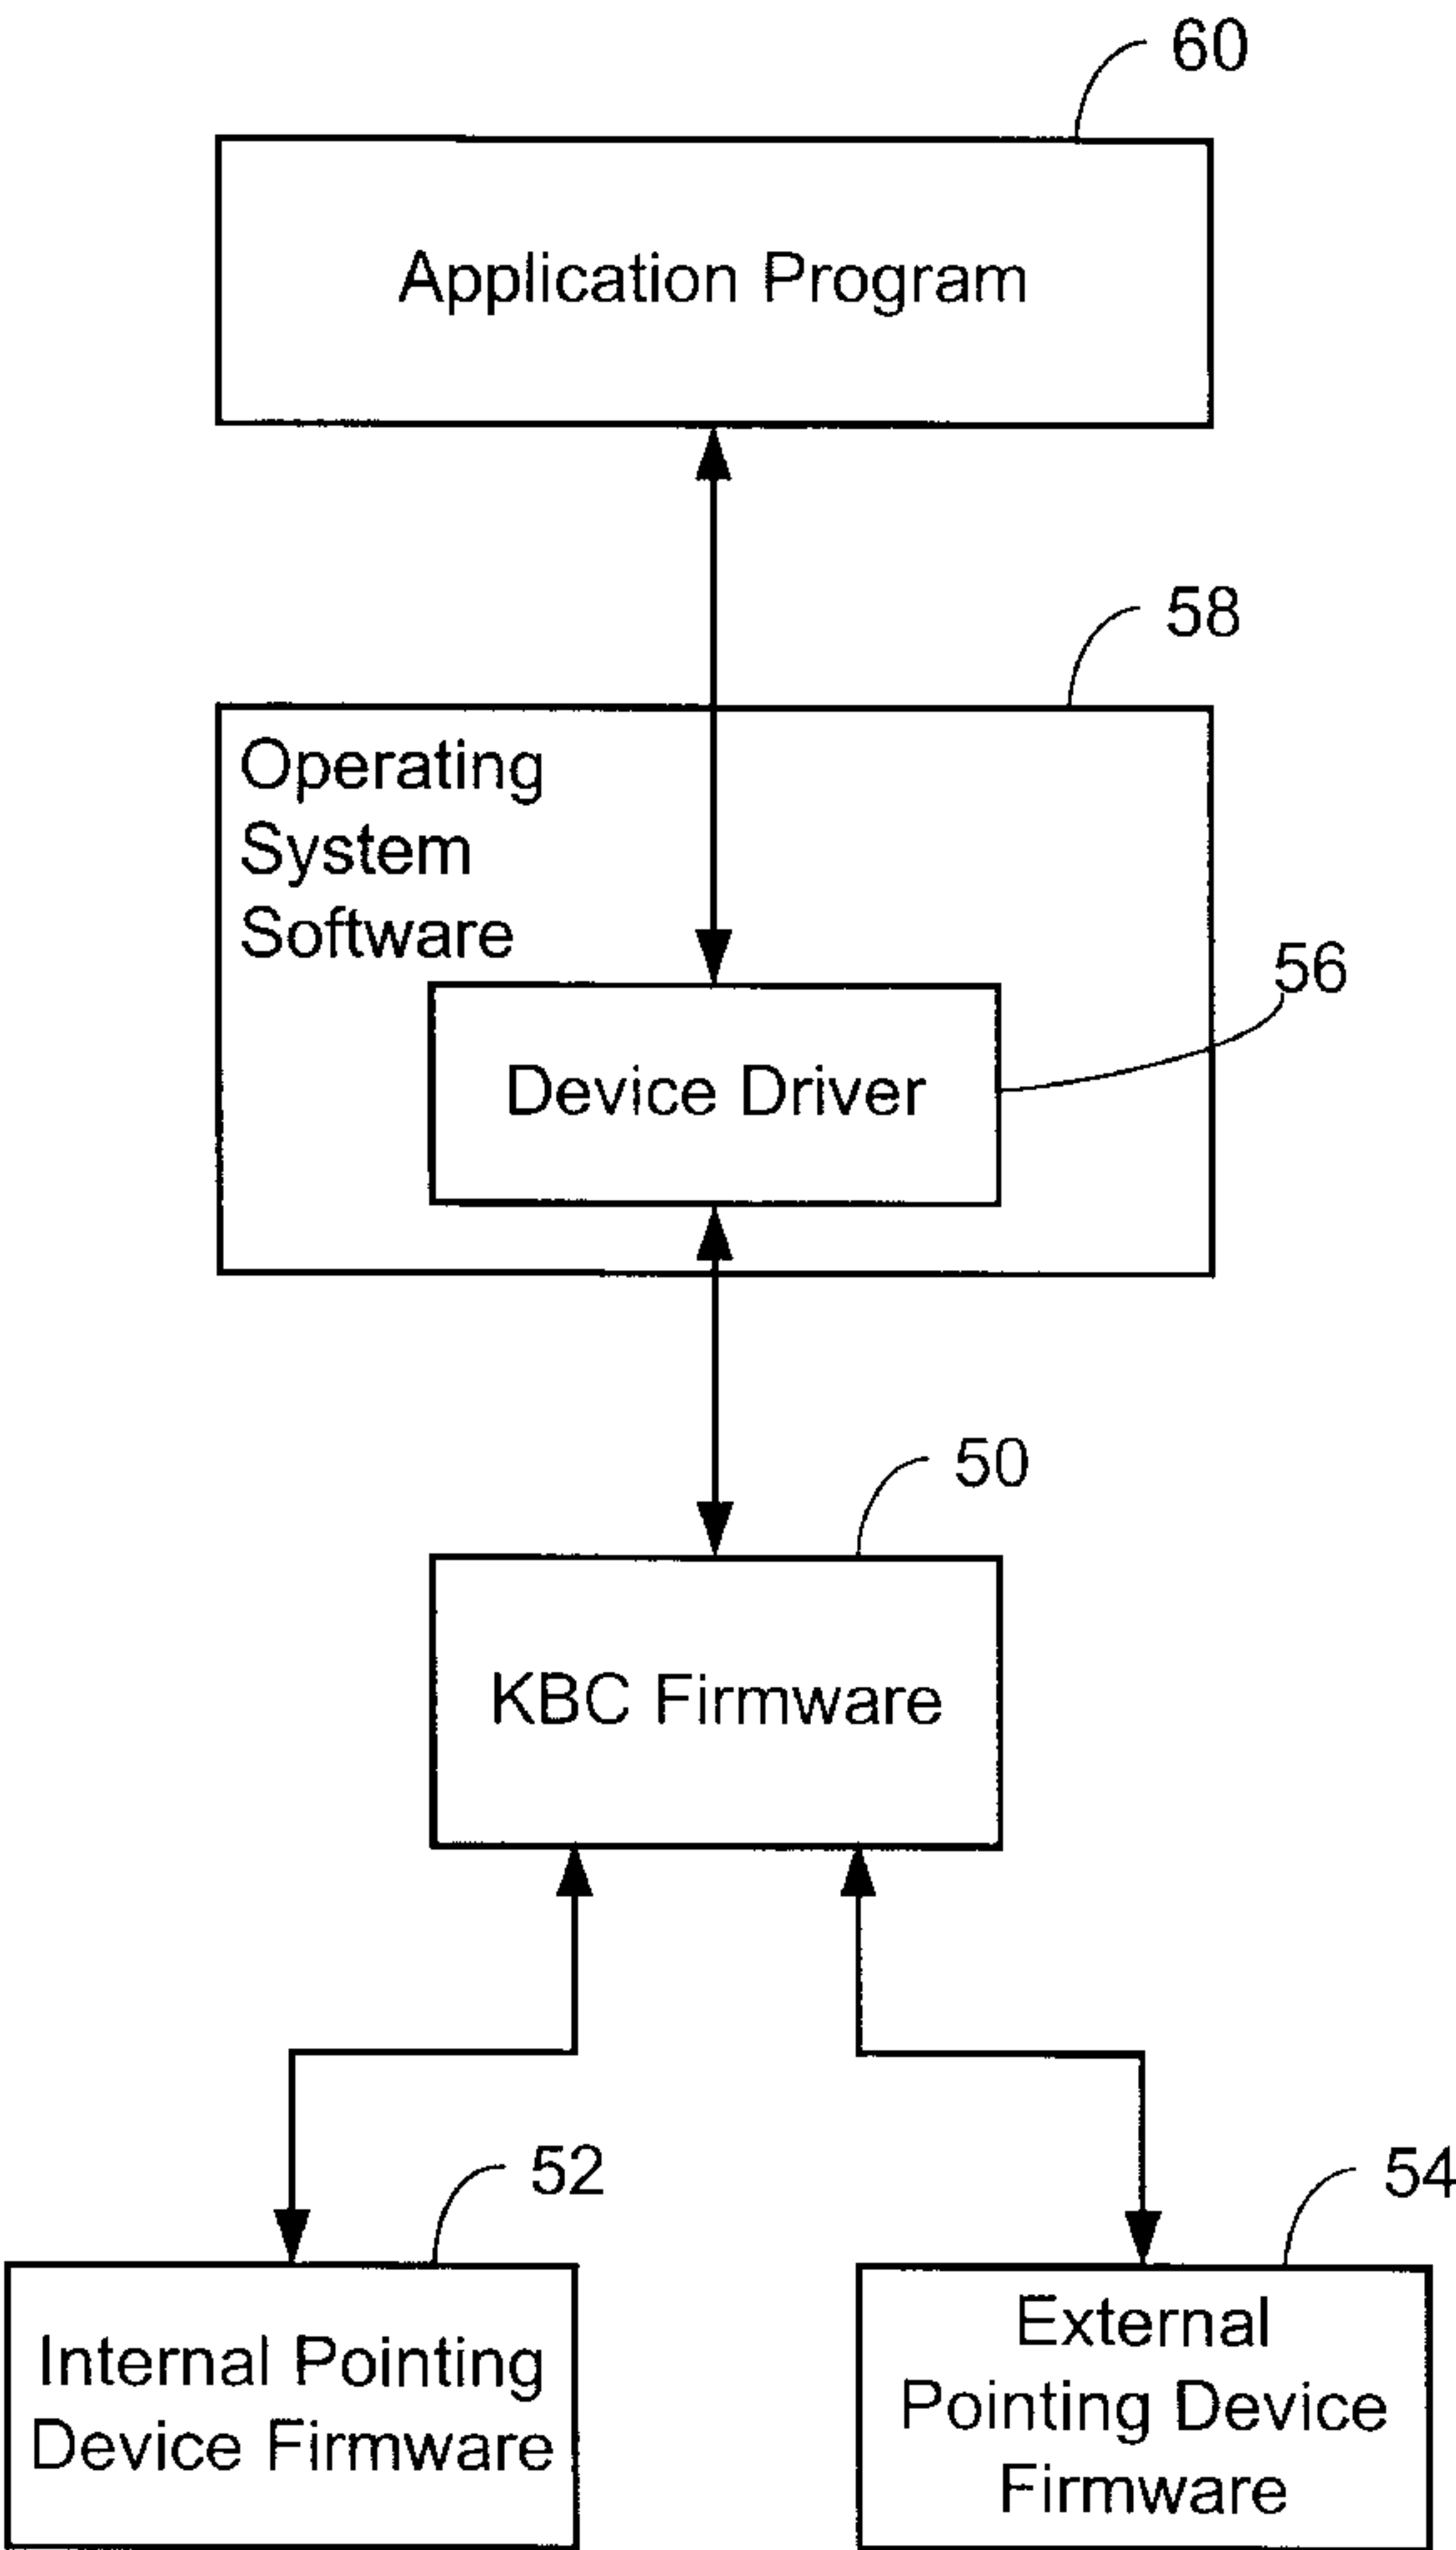 60
Application Program
58
Operating
System
Software
56
Device Driver
50
KBC Firmware
52
54
Internal Pointing
Device Firmware
External
Pointing Device
Firmware